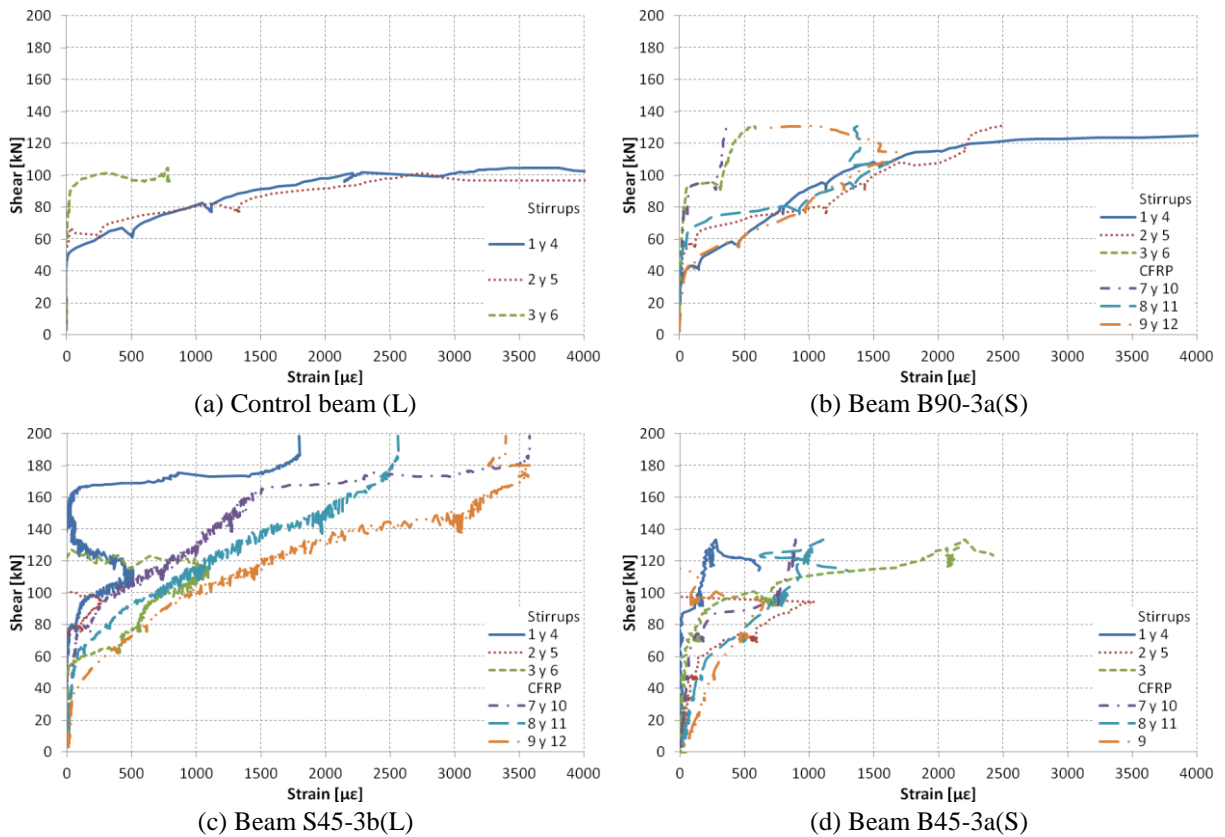 200
180
160
140
120
100
80
60
40
20
0
Shear [kN]
0 500 1000 1500 2000 2500 3000 3500 4000
Strain [με]
Stirrups
1 y 4
2 y 5
3 y 6
(a) Control beam (L)
200
180
160
140
120
100
80
60
40
20
0
Shear [kN]
0 500 1000 1500 2000 2500 3000 3500 4000
Strain [με]
Stirrups
1 y 4
2 y 5
3 y 6
CFRP
7 y 10
8 y 11
9 y 12
(b) Beam B90-3a(S)
200
180
160
140
120
100
80
60
40
20
0
Shear [kN]
0 500 1000 1500 2000 2500 3000 3500 4000
Strain [με]
Stirrups
1 y 4
2 y 5
3 y 6
CFRP
7 y 10
8 y 11
9 y 12
(c) Beam S45-3b(L)
200
180
160
140
120
100
80
60
40
20
0
Shear [kN]
0 500 1000 1500 2000 2500 3000 3500 4000
Strain [με]
Stirrups
1 y 4
2 y 5
3
CFRP
7 y 10
8 y 11
9
(d) Beam B45-3a(S)